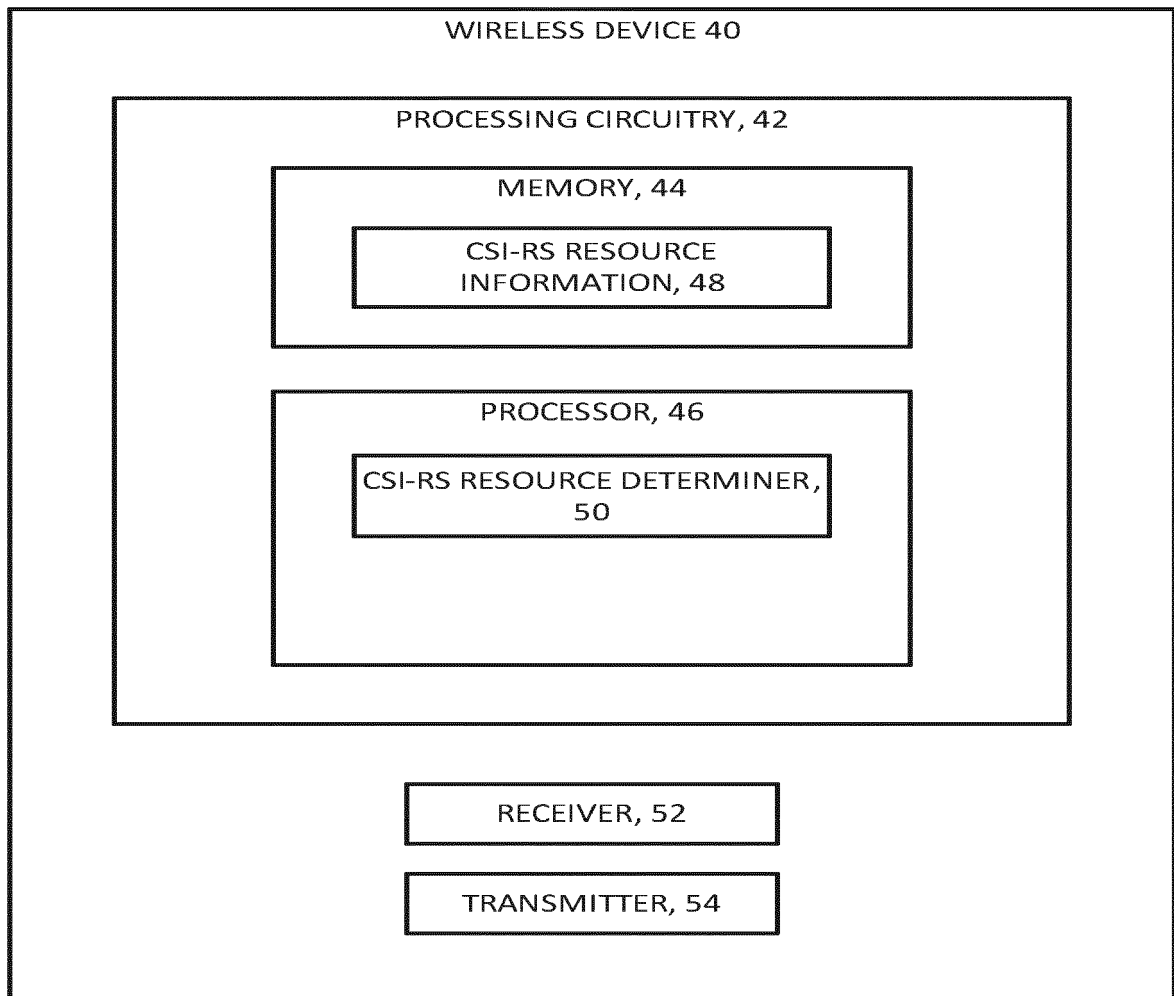 WIRELESS DEVICE 40
PROCESSING CIRCUITRY, 42
MEMORY, 44
CSI-RS RESOURCE
INFORMATION, 48
PROCESSOR, 46
CSI-RS RESOURCE DETERMINER,
50
RECEIVER, 52
TRANSMITTER, 54